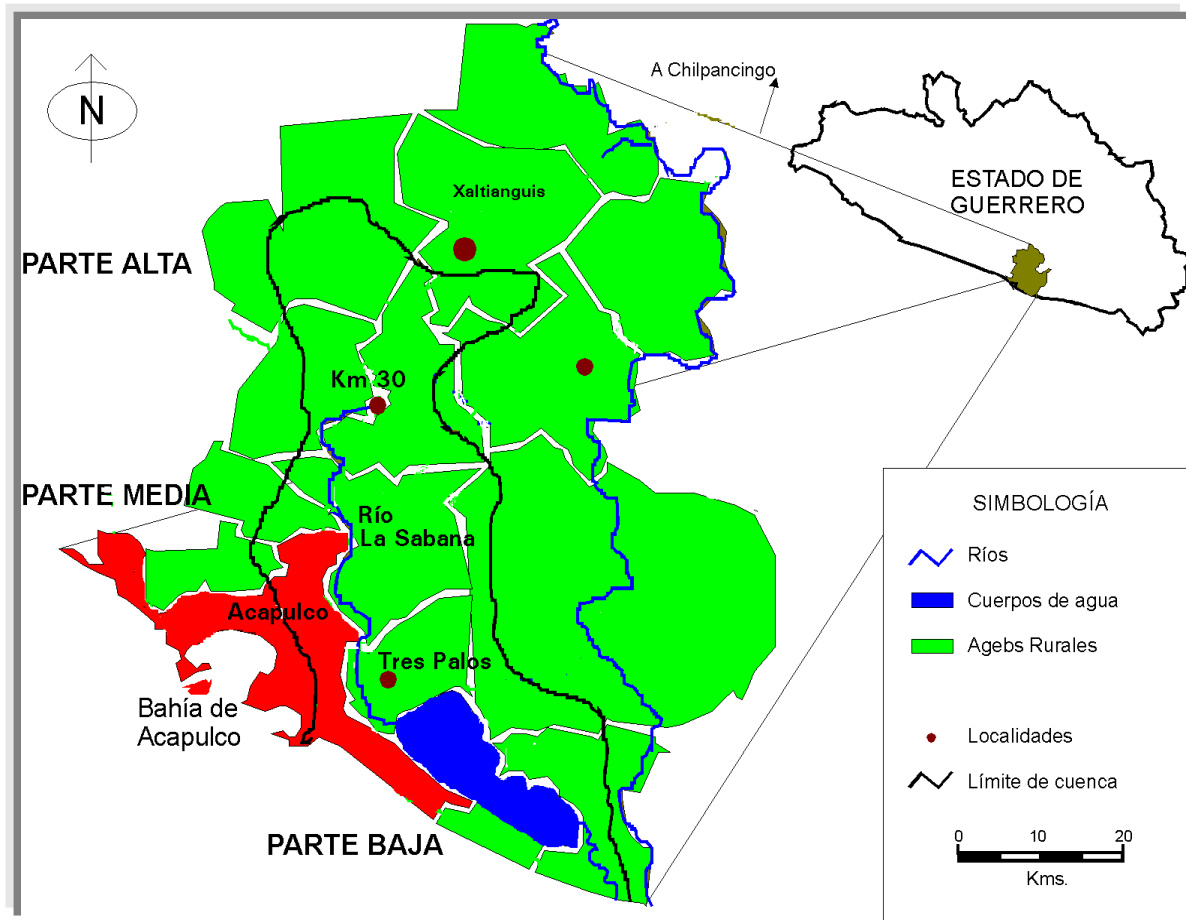 A Chilpancingo
N
ESTADO DE
GUERRERO
Xaltianguis
PARTE ALTA
Km 30
PARTE MEDIA
Río
La Sabana
Acapulco
Tres Palos
Bahía de
Acapulco
PARTE BAJA
SIMBOLOGÍA
Ríos
Cuerpos de agua
Agebs Rurales
Localidades
Límite de cuenca
0 10 20
Kms.